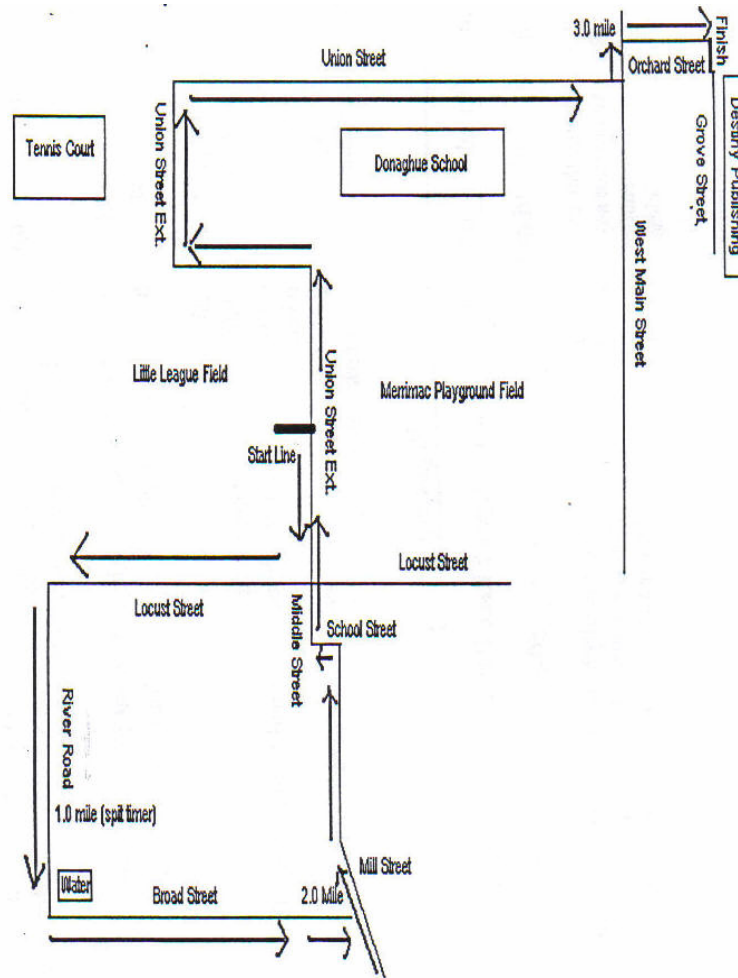 3.0 mile
Finish
Union Street
Orchard Street
Destiny Publishing
Grove Street,
Union Street Ext.
Tennis Court
Donaghue School
West Main Street
Little League Field
Union Street Ext.
Merrimac Playground Field
Start Line
Locust Street
Locust Street
Middle Street
School Street
River Road
1.0 mile (spit timer)
Mill Street
Water
Broad Street
2.0 Mile